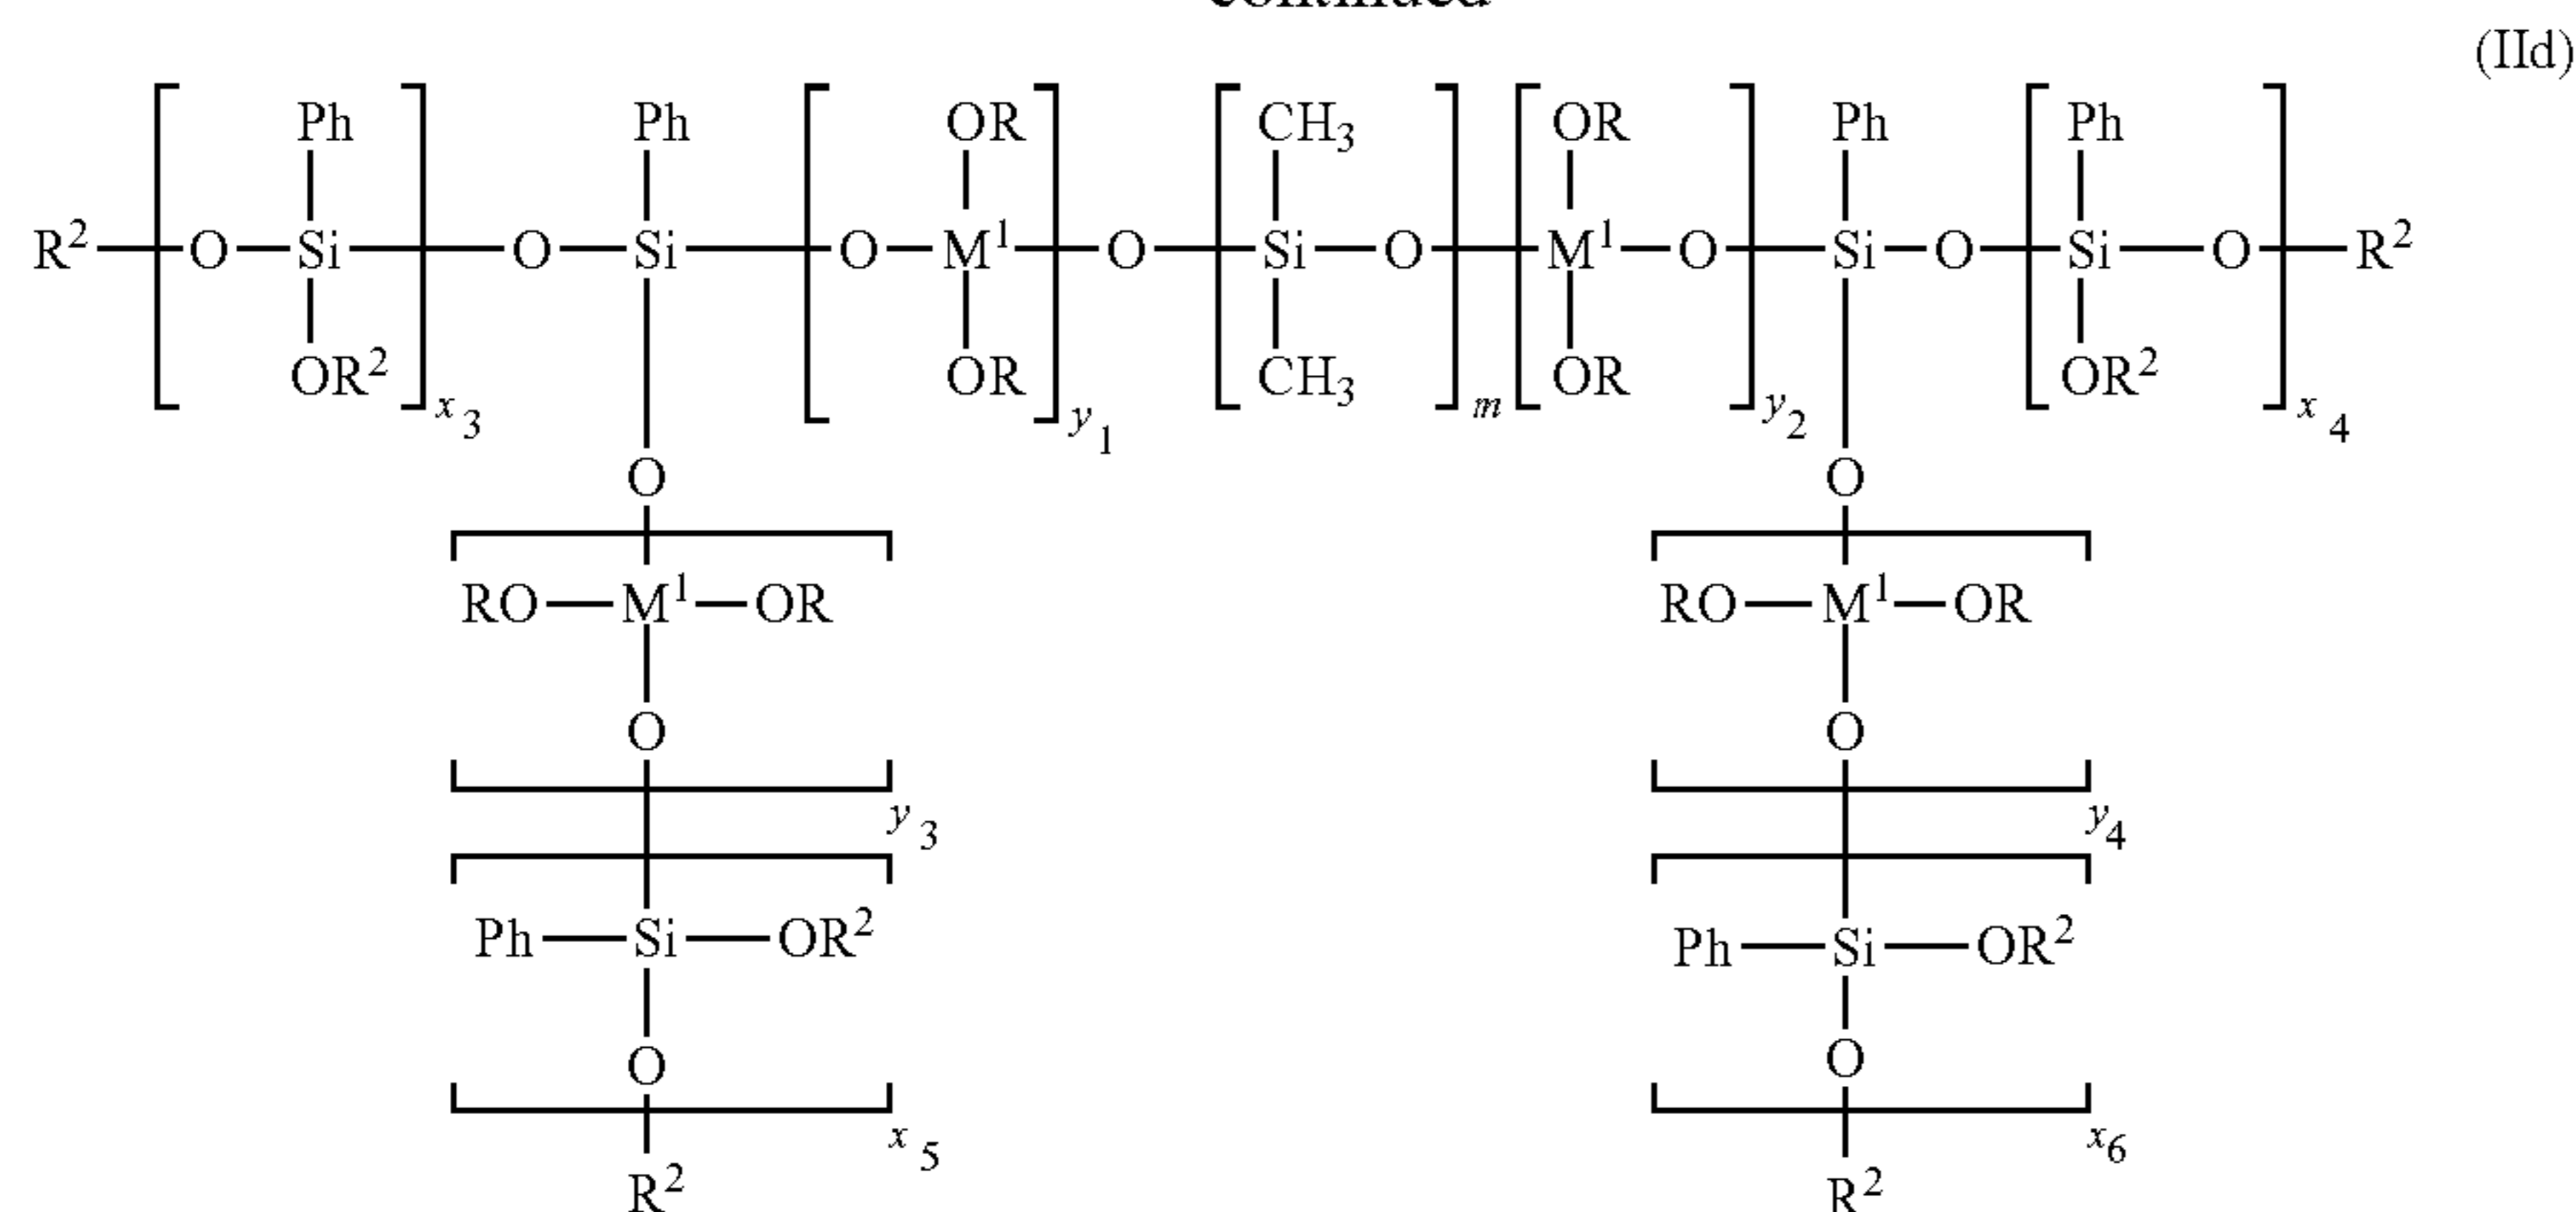 (IId)
Ph Ph OR CH3 OR Ph Ph
R2—O—Si—O—Si—O—M1—O—Si—O—M1—O—Si—O—Si—O—R2
OR2 OR CH3 OR OR2
x3 y1 m y2 x4
O O
RO—M1—OR RO—M1—OR
O O
y3 y4
Ph—Si—OR2 Ph—Si—OR2
O O
x5 x6
R2 R2